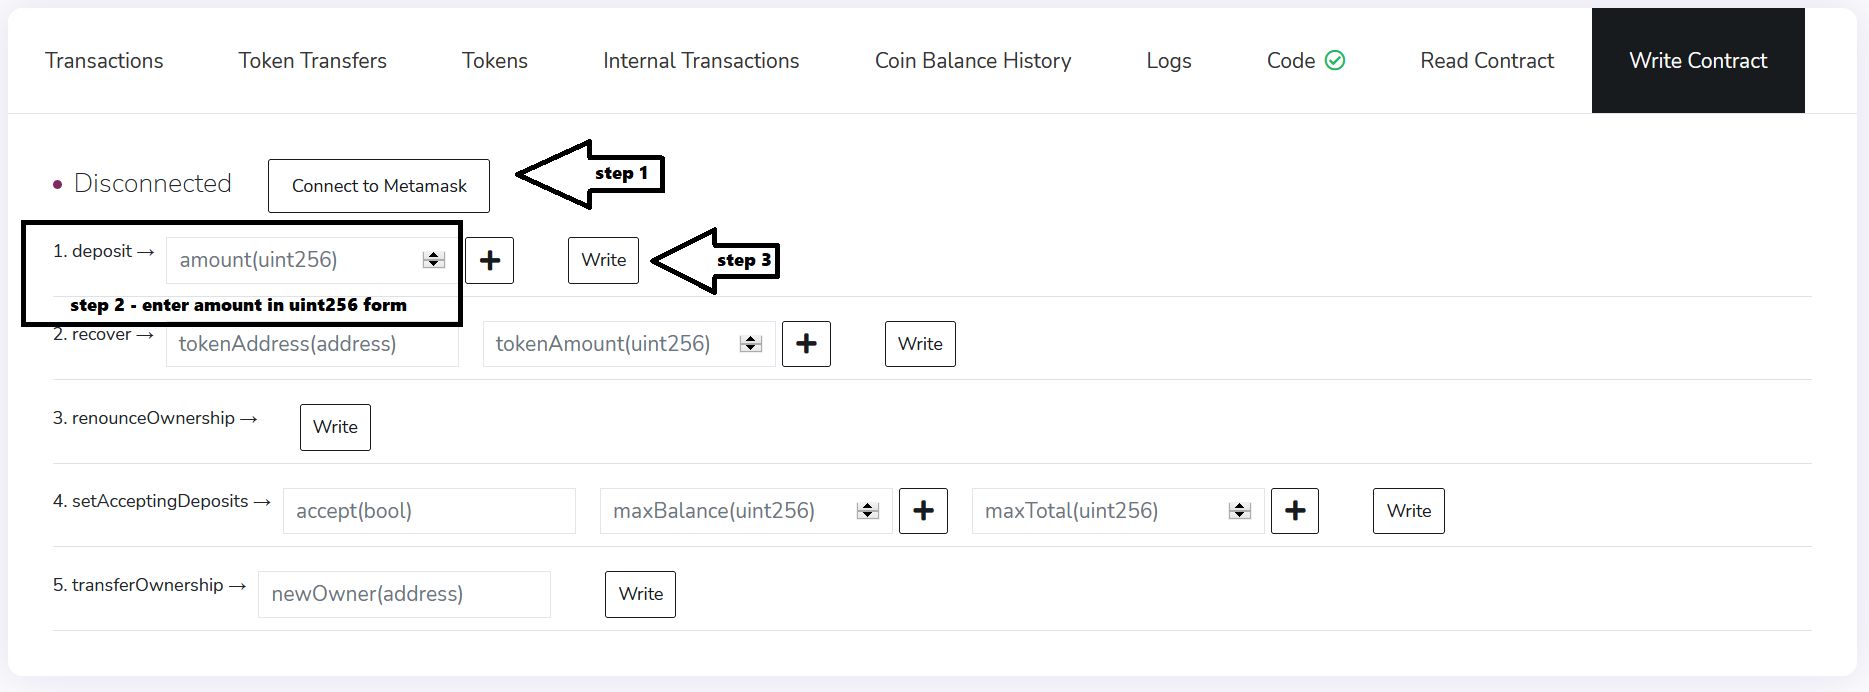 Transactions Token Transfers Tokens Internal Transactions Coin Balance History Logs Code Read Contract Write Contract
Disconnected Connect to Metamask step 1
1. deposit → amount(uint256) + Write step 3
step 2 - enter amount in uint256 form
2. recover → tokenAddress(address) tokenAmount(uint256) + Write
3. renounceOwnership → Write
4. setAcceptingDeposits → accept(bool) maxBalance(uint256) + maxTotal(uint256) + Write
5. transferOwnership → newOwner(address) Write